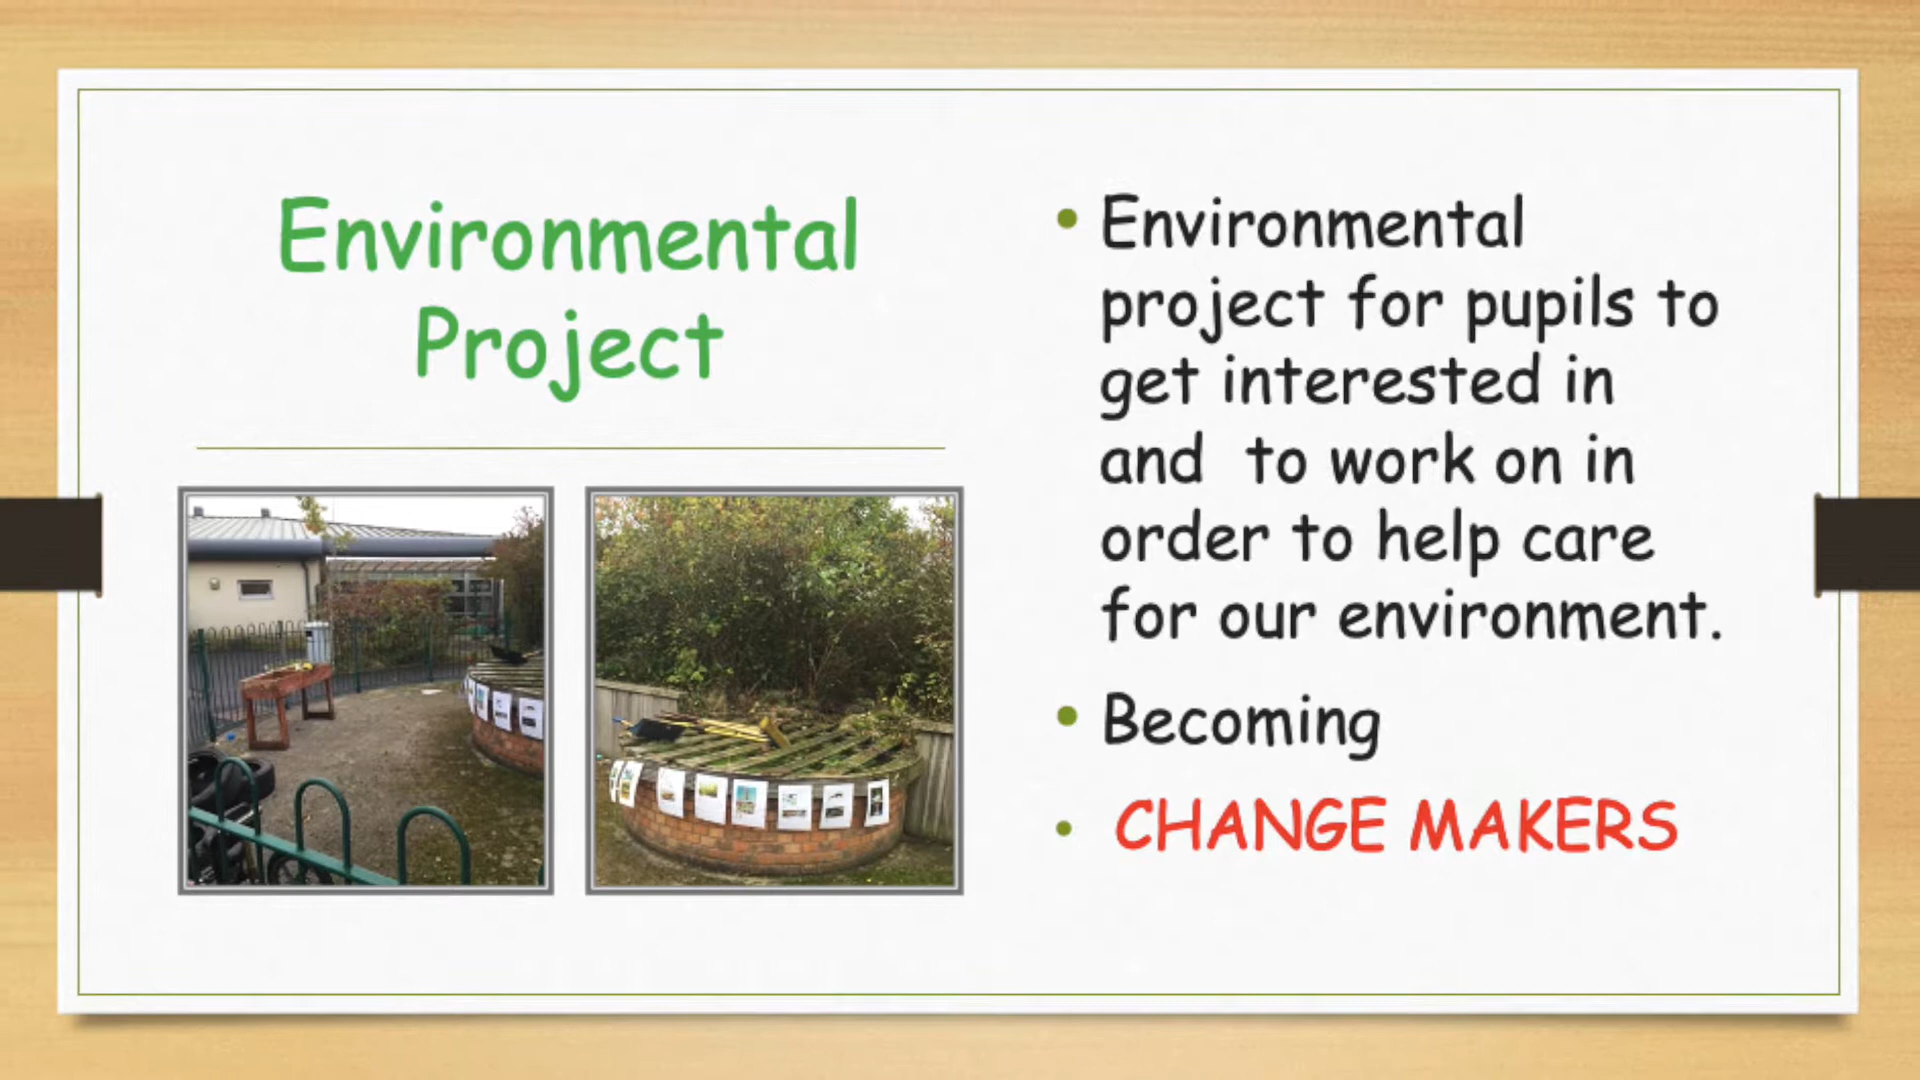 Environmental
Project
• Environmental
project for pupils to
get interested in
and  to work on in
order to help care
for our environment.
• Becoming
• CHANGE MAKERS